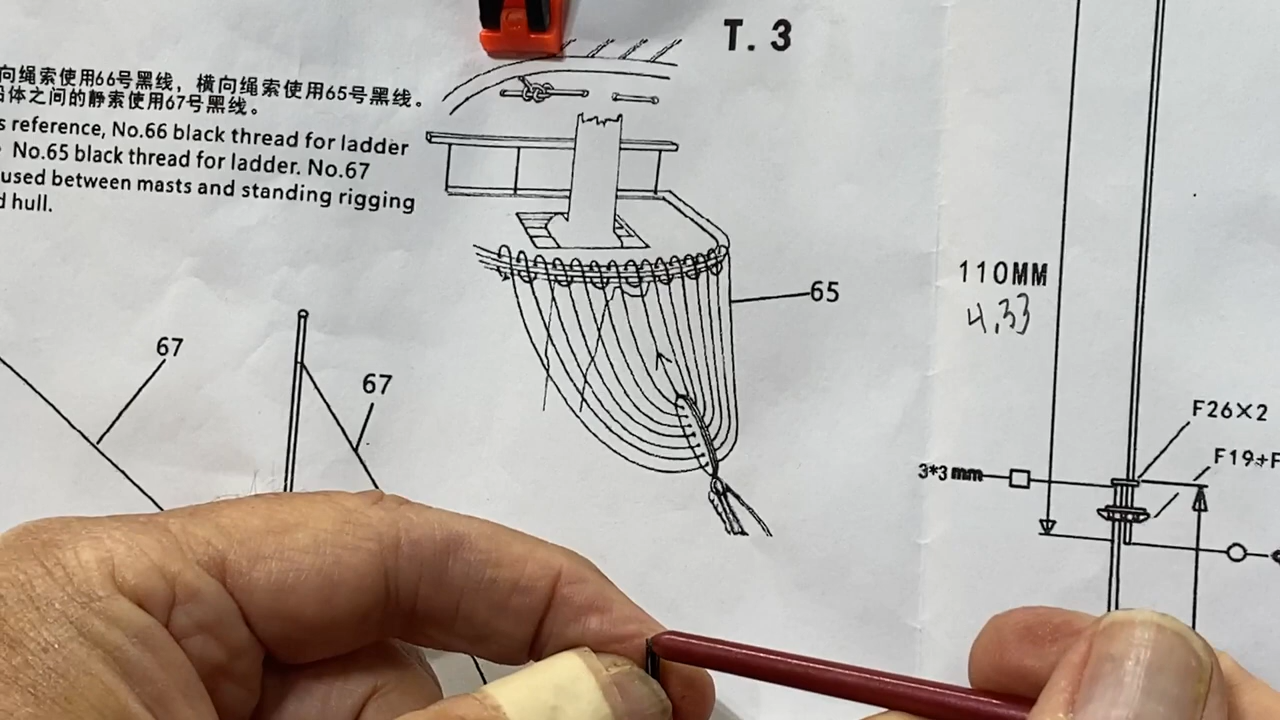 T. 3
向绳索使用66号黑线，横向绳索使用65号黑线。
体之间的静索使用67号黑线。
s reference, No.66 black thread for ladder
No.65 black thread for ladder. No.67
used between masts and standing rigging
d hull.
65
67
67
110MM
4.33
F26×2
F19+F
3*3 mm